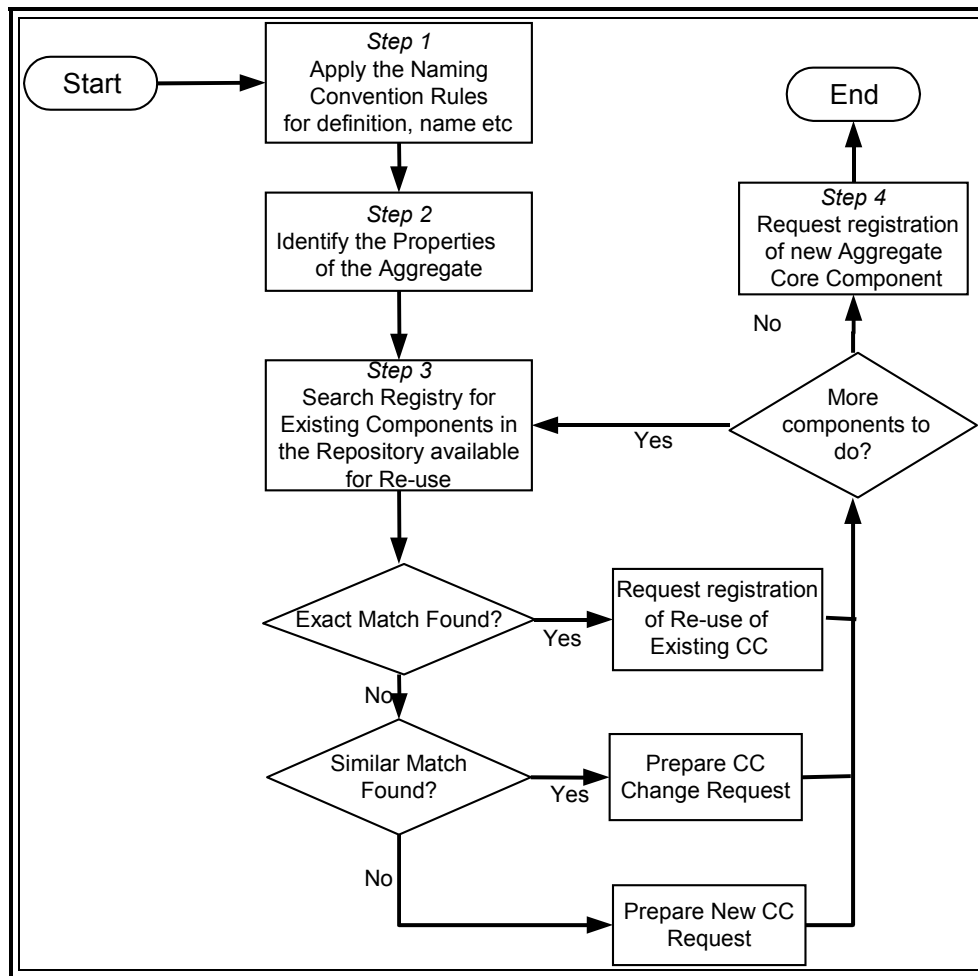 Start
Step 1
Apply the Naming
Convention Rules
for definition, name etc
Step 2
Identify the Properties
of the Aggregate
Step 3
Search Registry for
Existing Components in
the Repository available
for Re-use
Exact Match Found?
Yes
Request registration
of Re-use of
Existing CC
No
Similar Match
Found?
Yes
Prepare CC
Change Request
No
Prepare New CC
Request
More
components to
do?
Yes
No
Step 4
Request registration
of new Aggregate
Core Component
End